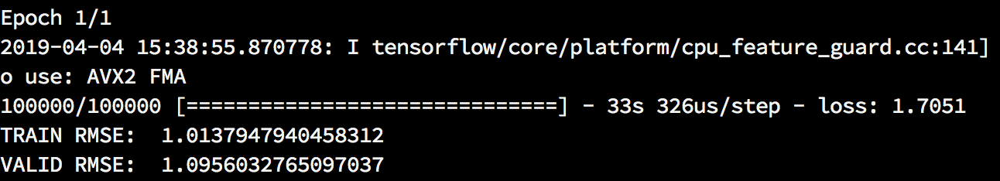 Epoch 1/1
2019-04-04 15:38:55.870778: I tensorflow/core/platform/cpu_feature_guard.cc:141]
o use: AVX2 FMA
100000/100000 [==============================] - 33s 326us/step - loss: 1.7051
TRAIN RMSE:  1.0137947940458312
VALID RMSE:  1.0956032765097037